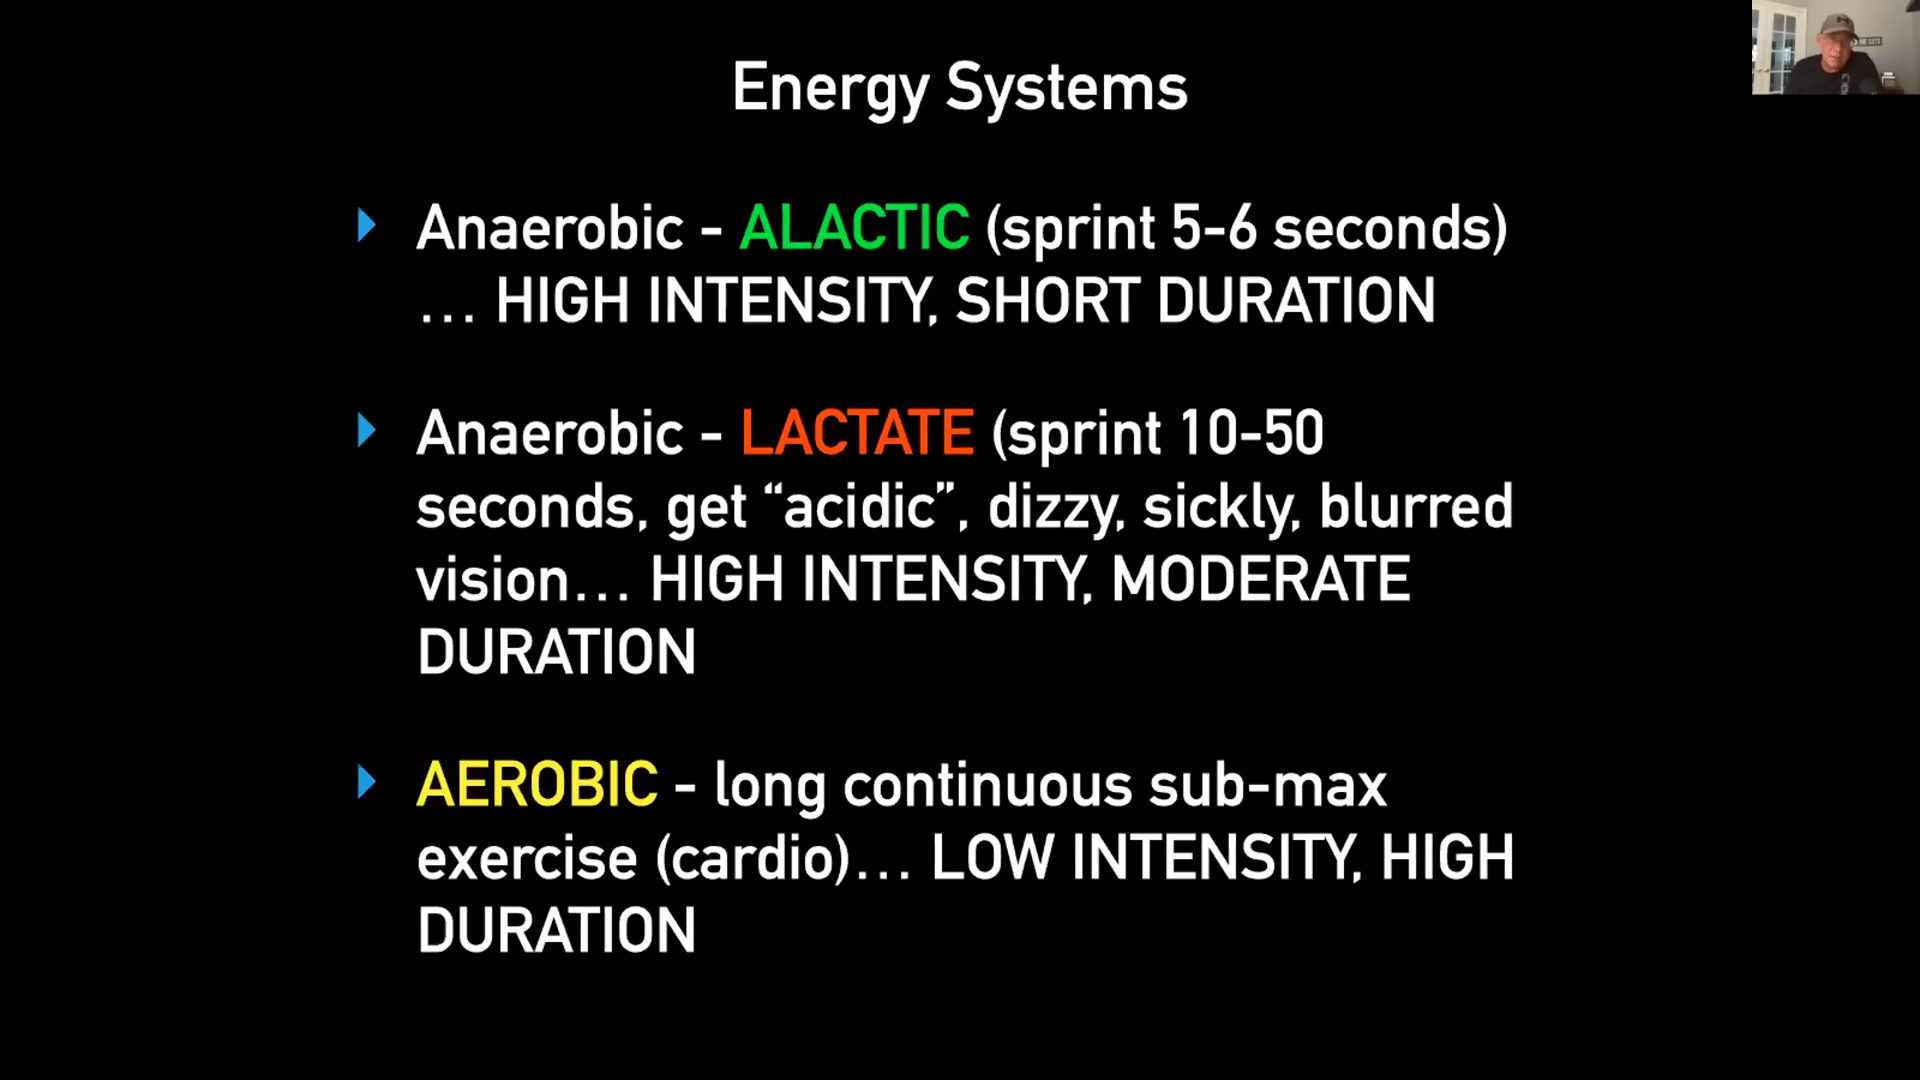 Energy Systems
Anaerobic - ALACTIC (sprint 5-6 seconds)
… HIGH INTENSITY, SHORT DURATION
Anaerobic - LACTATE (sprint 10-50
seconds, get “acidic”, dizzy, sickly, blurred
vision… HIGH INTENSITY, MODERATE
DURATION
AEROBIC - long continuous sub-max
exercise (cardio)… LOW INTENSITY, HIGH
DURATION